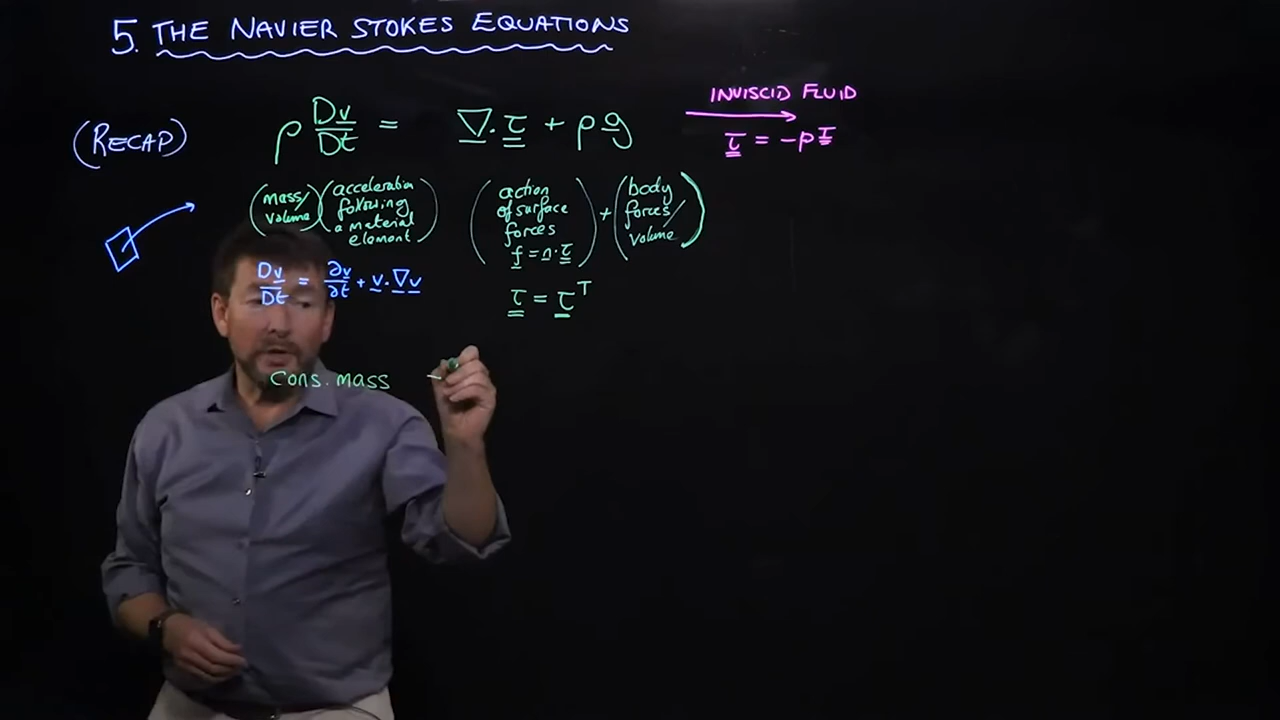 5. THE NAVIER STOKES EQUATIONS
(RECAP)
ρ Dv/Dt = ∇·τ + ρg
INVISCID FLUID
τ = -pI
(mass/volume)(acceleration following a material element)
(action of surface forces f = n·τ) + (body forces/volume)
Dv/Dt = ∂v/∂t + v·∇v
τ = τᵀ
Cons. mass